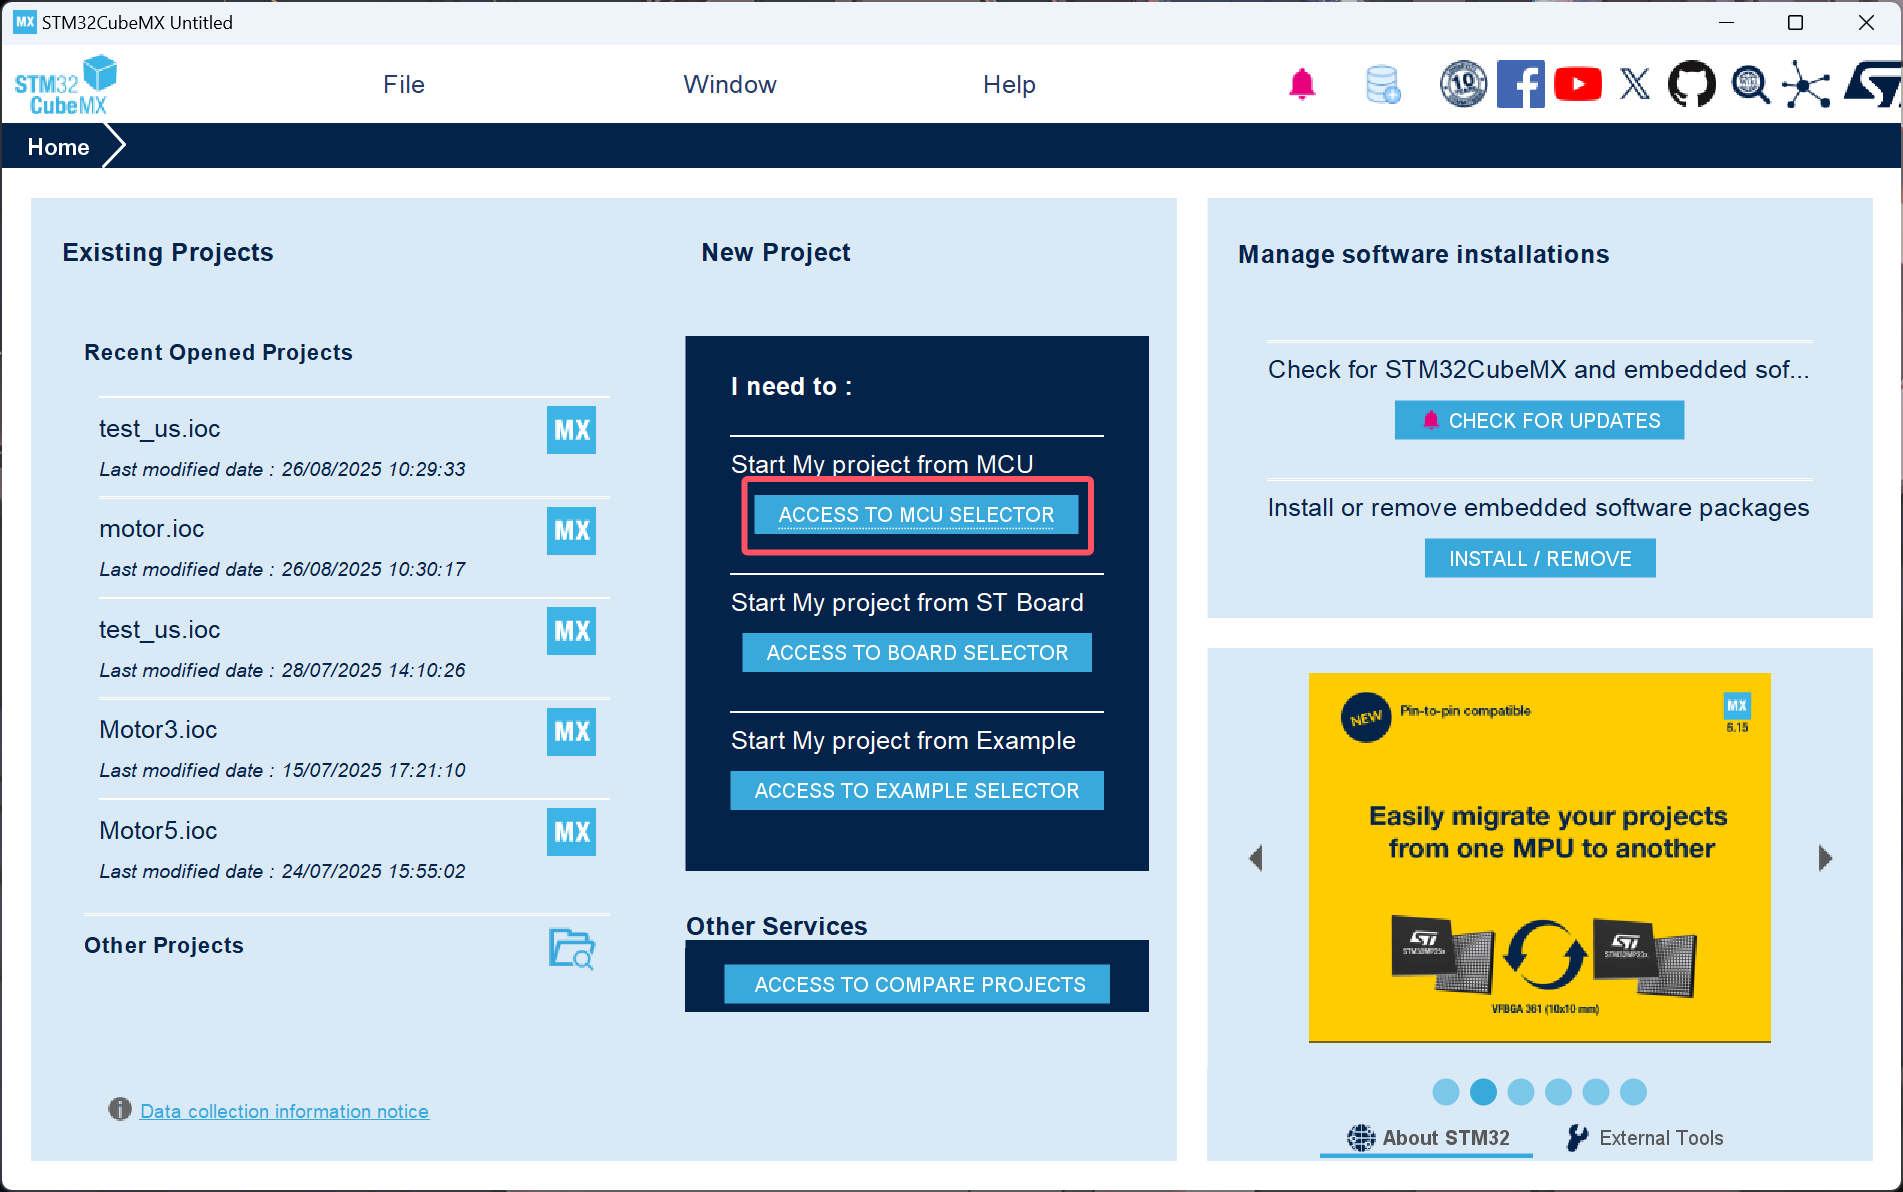 MX STM32CubeMX Untitled
STM32
CubeMX
File
Window
Help
10
Home
Existing Projects
Recent Opened Projects
test_us.ioc
MX
Last modified date : 26/08/2025 10:29:33
motor.ioc
MX
Last modified date : 26/08/2025 10:30:17
test_us.ioc
MX
Last modified date : 28/07/2025 14:10:26
Motor3.ioc
MX
Last modified date : 15/07/2025 17:21:10
Motor5.ioc
MX
Last modified date : 24/07/2025 15:55:02
Other Projects
Data collection information notice
New Project
I need to :
Start My project from MCU
ACCESS TO MCU SELECTOR
Start My project from ST Board
ACCESS TO BOARD SELECTOR
Start My project from Example
ACCESS TO EXAMPLE SELECTOR
Other Services
ACCESS TO COMPARE PROJECTS
Manage software installations
Check for STM32CubeMX and embedded sof...
CHECK FOR UPDATES
Install or remove embedded software packages
INSTALL / REMOVE
NEW
Pin-to-pin compatible
MX
6.15
Easily migrate your projects
from one MPU to another
VFBGA 361 (10x10 mm)
About STM32
External Tools